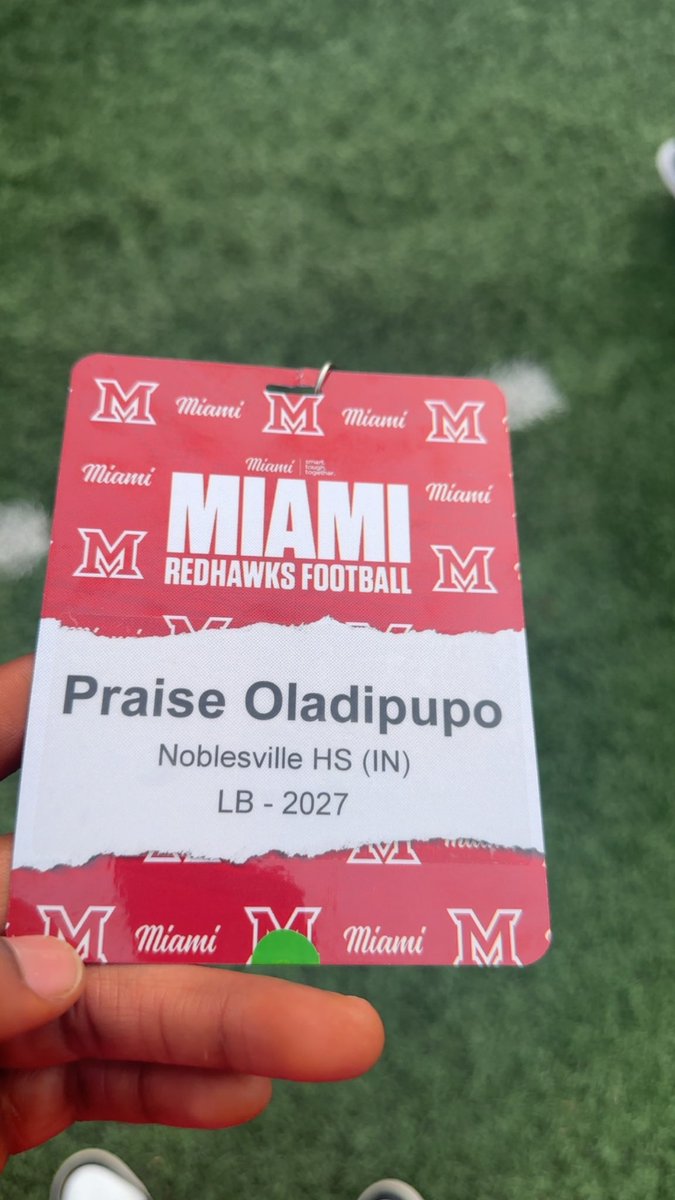 M Miami M Miami M
Miami Miami | smart. tough. together. Miami
MIAMI
M REDHAWKS FOOTBALL M
Praise Oladipupo
Noblesville HS (IN)
LB - 2027
Miami
M Miami M Miami M